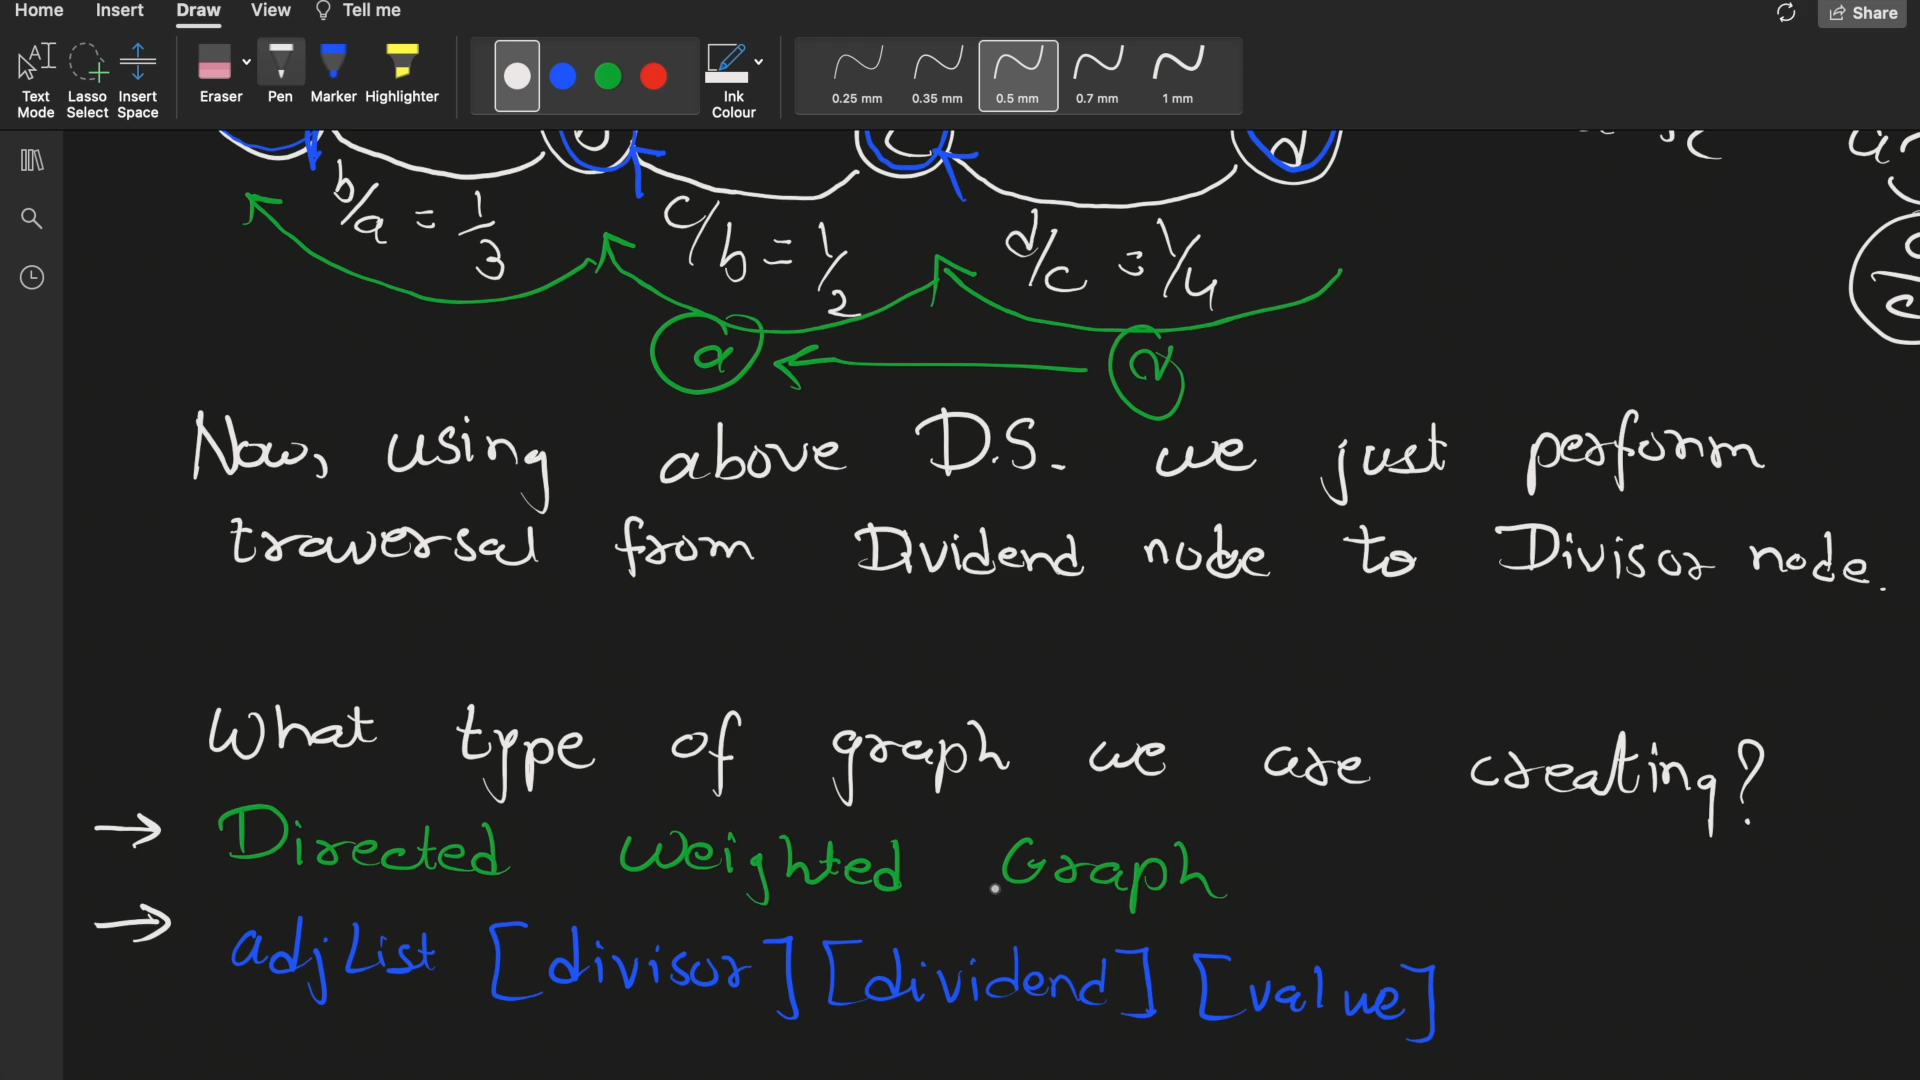 Home Insert Draw View Tell me Share
Text Mode Lasso Select Insert Space Eraser Pen Marker Highlighter Ink Colour 0.25 mm 0.35 mm 0.5 mm 0.7 mm 1 mm
b/a = 1/3 c/b = 1/2 d/c = 1/4
a d
Now, using above D.S. we just perform
traversal from Dividend node to Divisor node.
What type of graph we are creating?
→ Directed Weighted Graph
→ adjList [divisor][dividend] [value]